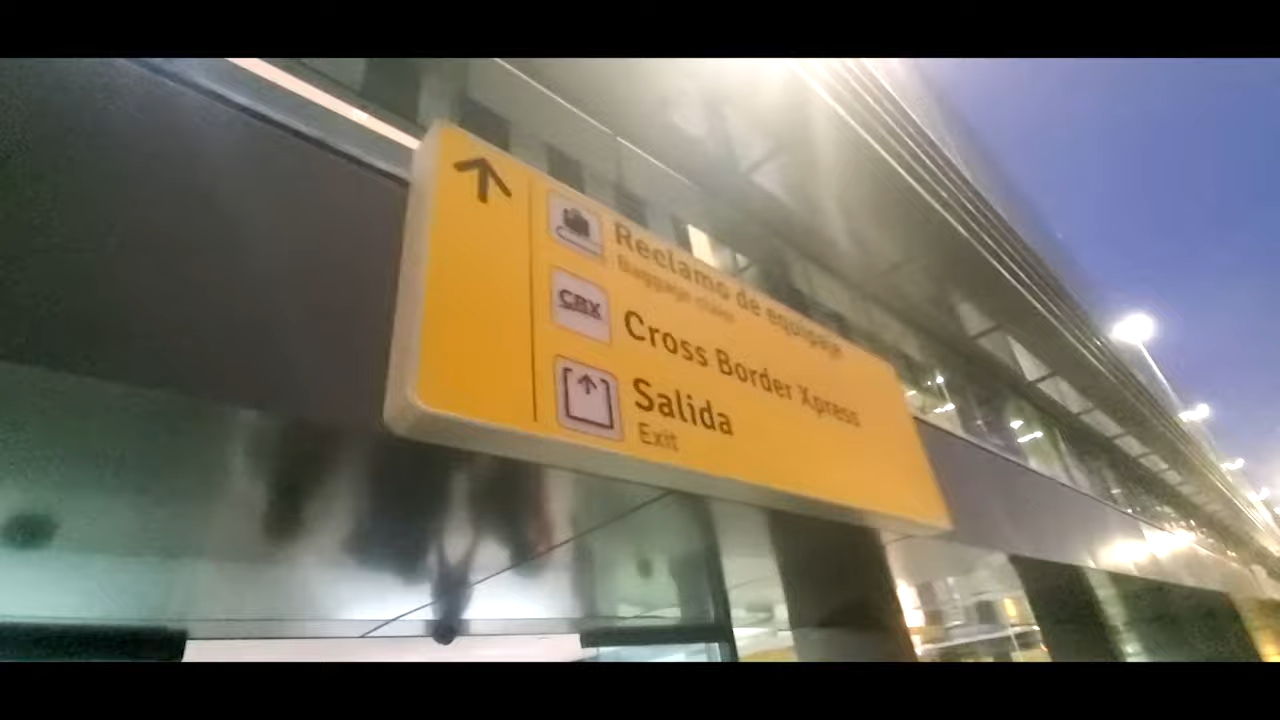 Reclamo de equipaje
Baggage claim
CBX
Cross Border Xpress
Salida
Exit